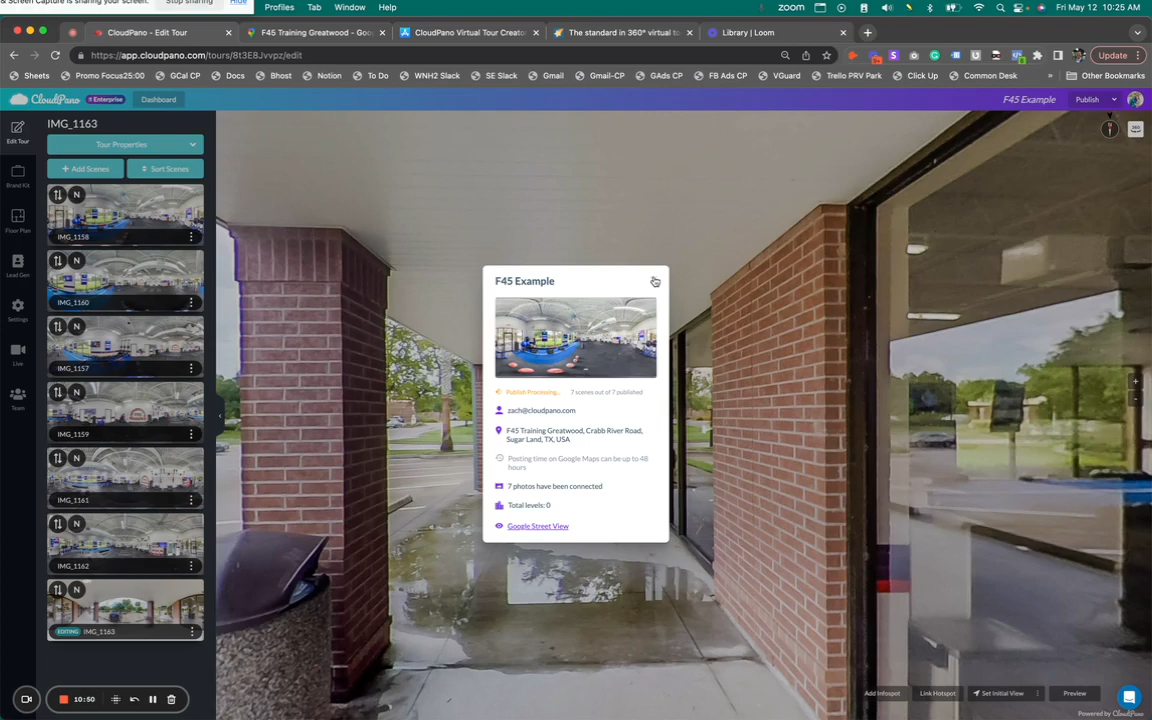 & Screen Capture is sharing your screen.
Stop sharing
Hide
Profiles
Tab
Window
Help
zoom
Fri May 12 10:25 AM
CloudPano - Edit Tour
F45 Training Greatwood - Goo
CloudPano Virtual Tour Creato
The standard in 360º virtual to
Library | Loom
https://app.cloudpano.com/tours/8t3E8Jvvpz/edit
Update
Sheets
Promo Focus25:00
GCal CP
Docs
Bhost
Notion
To Do
WNH2 Slack
SE Slack
Gmail
Gmail-CP
GAds CP
FB Ads CP
VGuard
Trello PRV Park
Click Up
Common Desk
»
Other Bookmarks
CloudPano
Enterprise
Dashboard
F45 Example
Publish
Edit Tour
Brand Kit
Floor Plan
Lead Gen
Settings
Live
Team
IMG_1163
Tour Properties
+ Add Scenes
Sort Scenes
N
IMG_1158
N
IMG_1160
N
IMG_1157
N
IMG_1159
N
IMG_1161
N
IMG_1162
N
EDITING
IMG_1163
F45 Example
Publish Processing...
7 scenes out of 7 published
zach@cloudpano.com
F45 Training Greatwood, Crabb River Road,
Sugar Land, TX, USA
Posting time on Google Maps can be up to 48
hours
7 photos have been connected
Total levels: 0
Google Street View
+
-
10:50
Add Infospot
Link Hotspot
Set Initial View
Preview
Powered by CloudPano